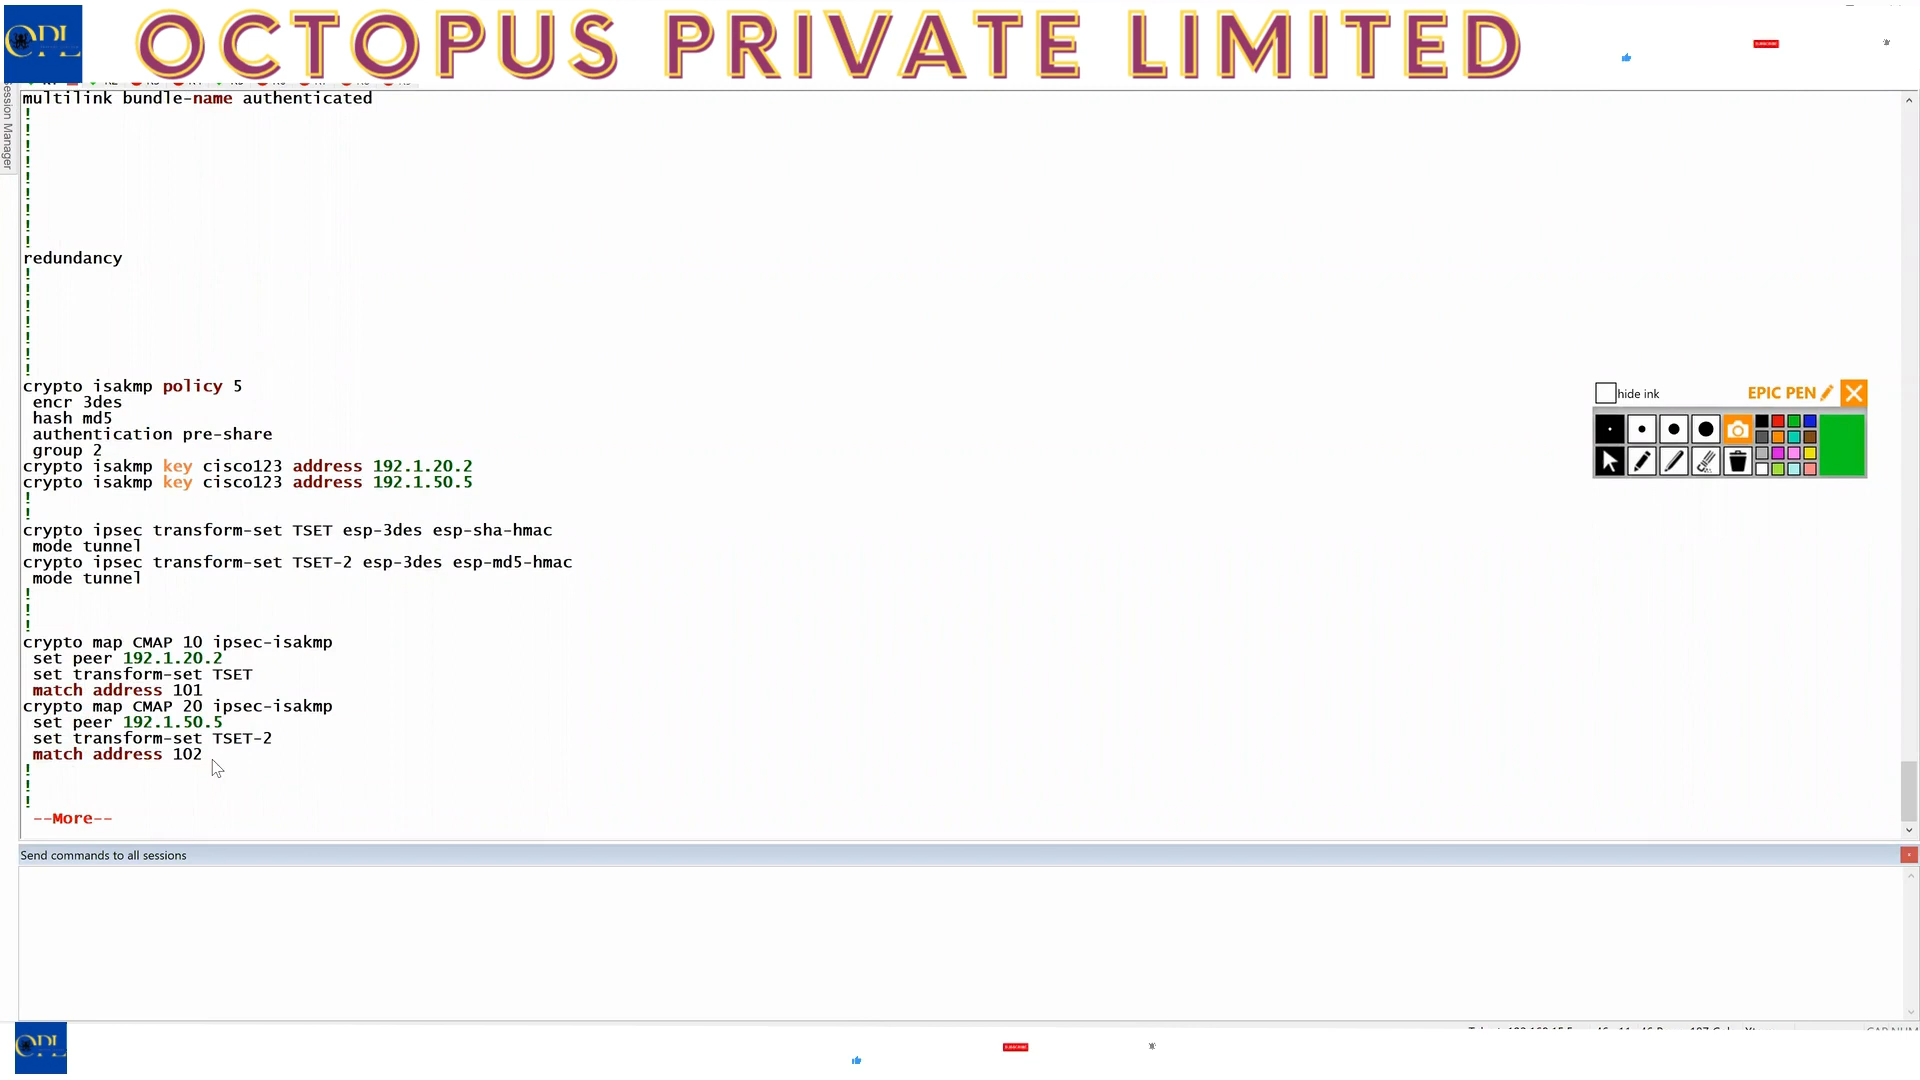 OPL
OCTOPUS PRIVATE LIMITED
SUBSCRIBE
Session Manager
multilink bundle-name authenticated
!
!
!
!
!
!
!
!
!
redundancy
!
!
!
!
!
!
!
crypto isakmp policy 5
encr 3des
hash md5
authentication pre-share
group 2
crypto isakmp key cisco123 address 192.1.20.2
crypto isakmp key cisco123 address 192.1.50.5
!
!
crypto ipsec transform-set TSET esp-3des esp-sha-hmac
mode tunnel
crypto ipsec transform-set TSET-2 esp-3des esp-md5-hmac
mode tunnel
!
!
!
crypto map CMAP 10 ipsec-isakmp
set peer 192.1.20.2
set transform-set TSET
match address 101
crypto map CMAP 20 ipsec-isakmp
set peer 192.1.50.5
set transform-set TSET-2
match address 102
!
!
!
--More--
hide ink
EPIC PEN
Send commands to all sessions
OPL
SUBSCRIBE